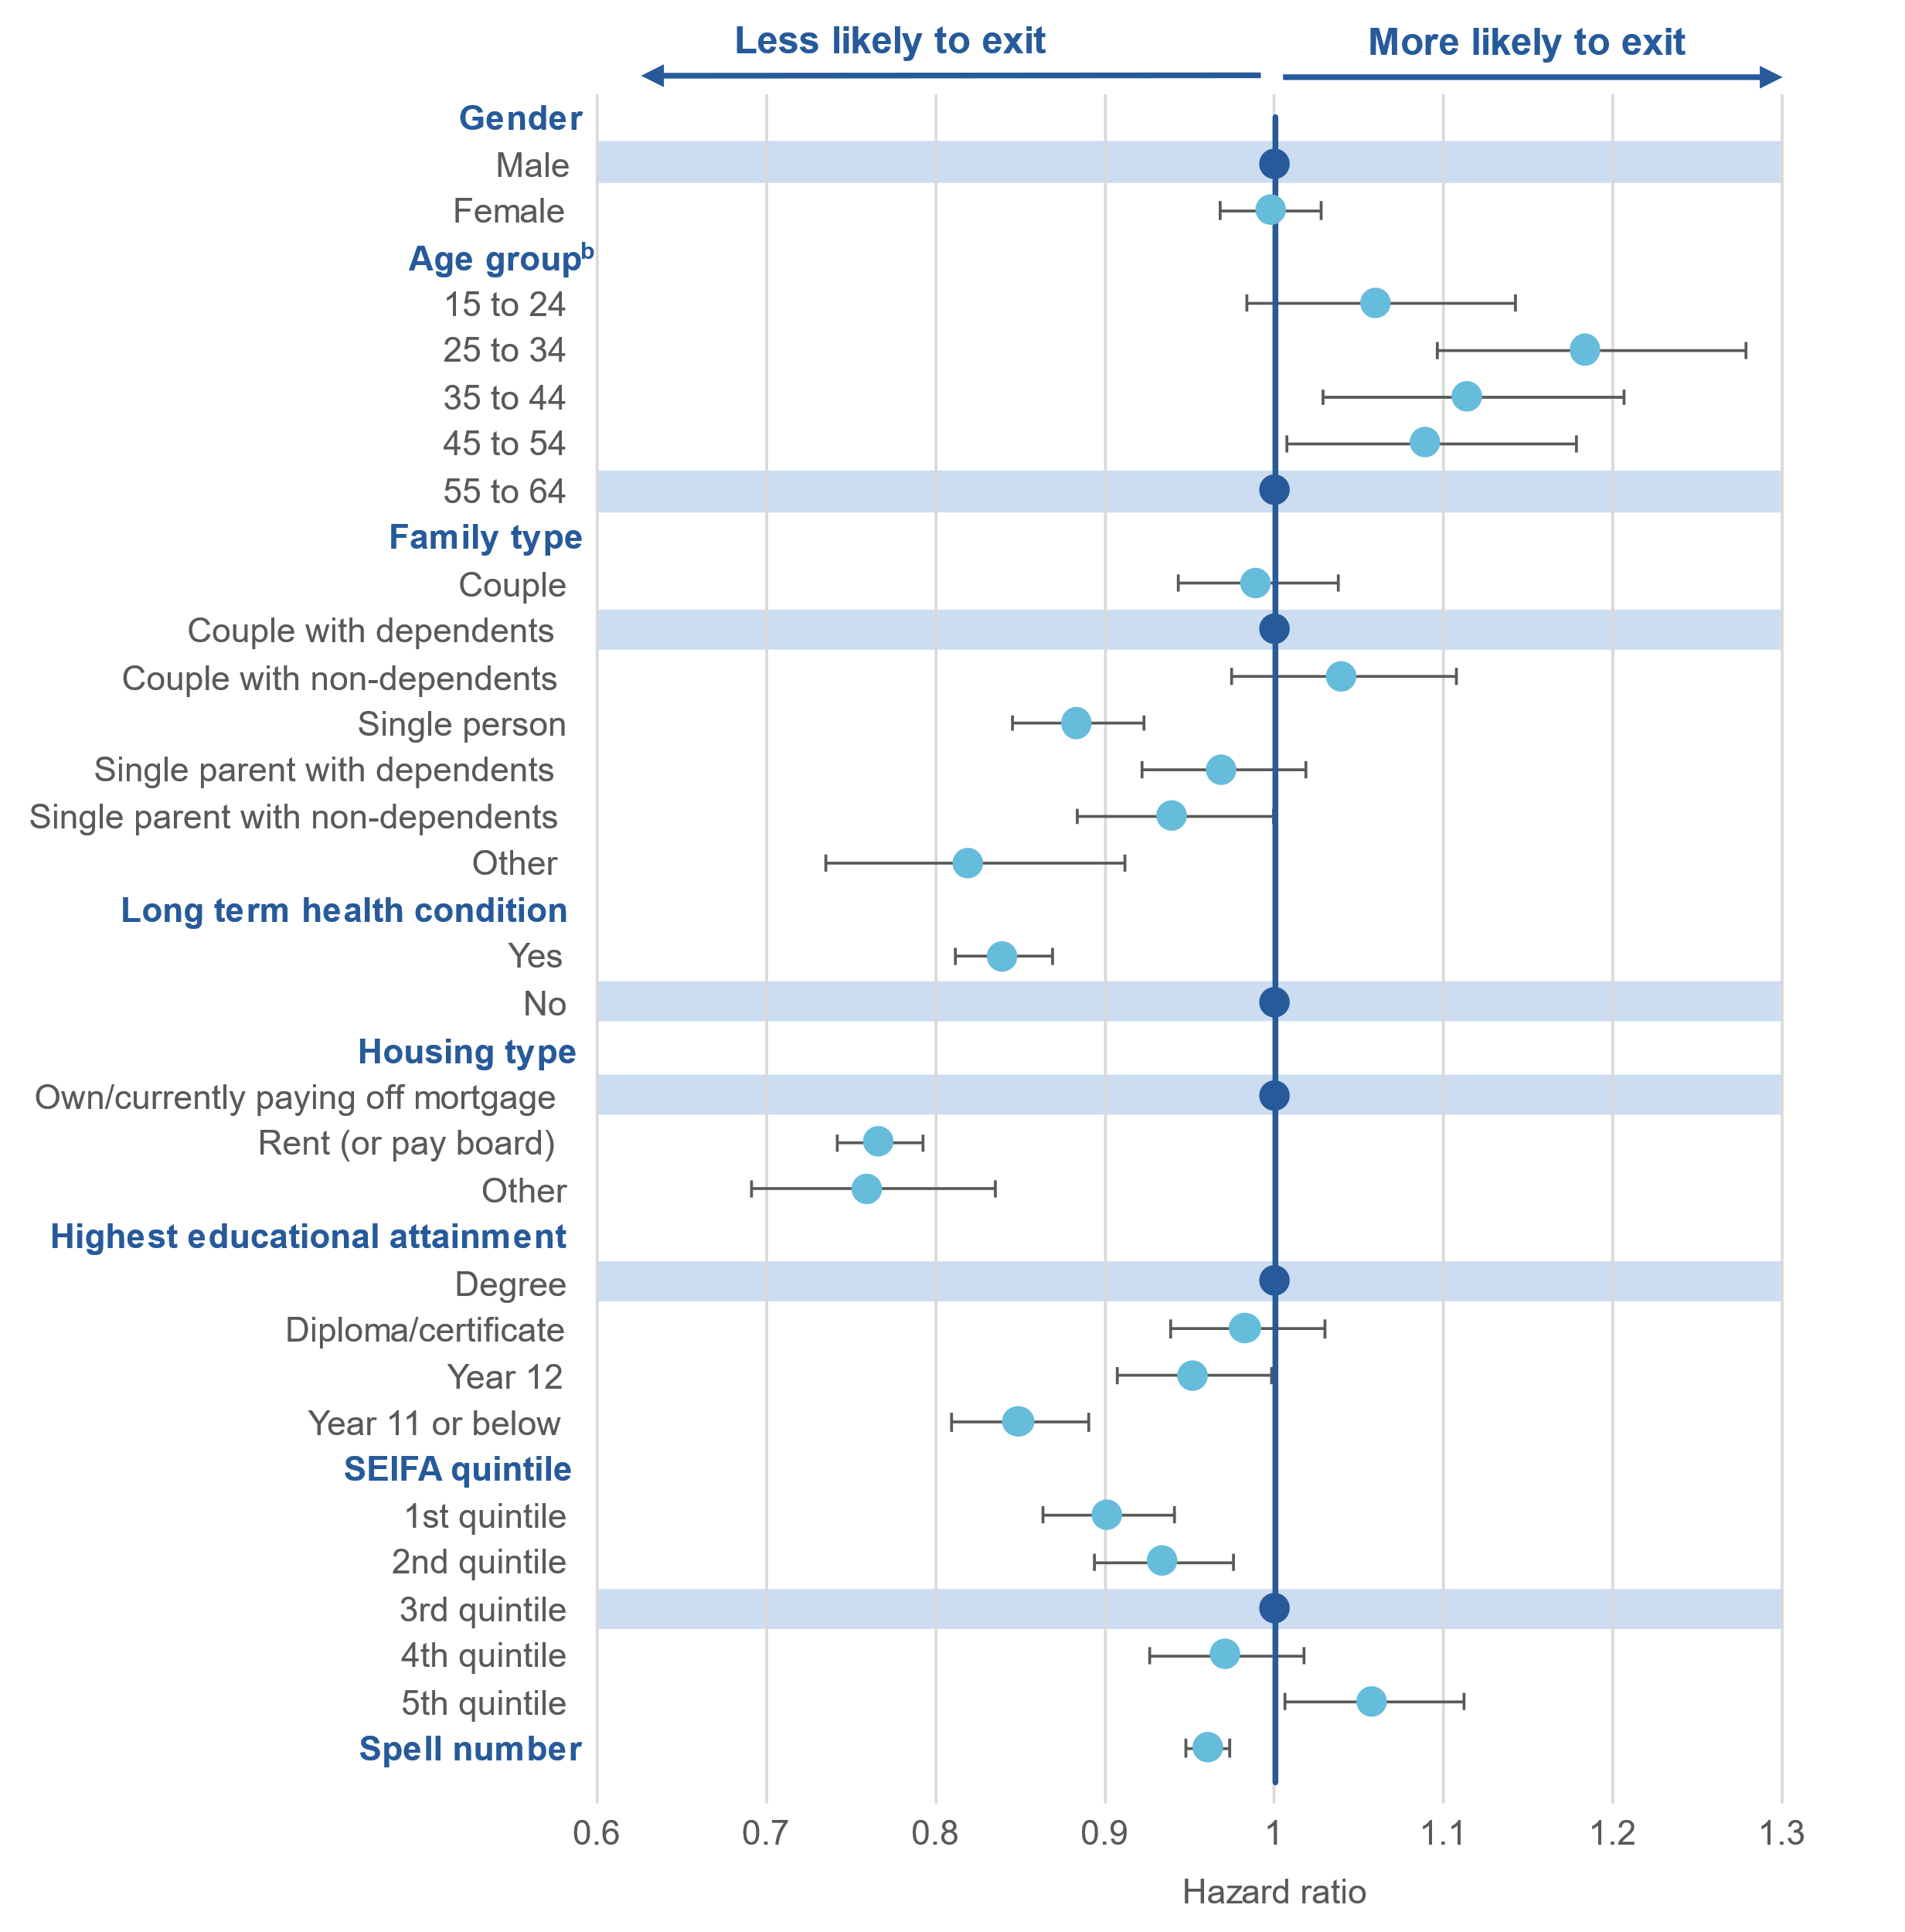 Less likely to exit
More likely to exit
Gender
Male
Female
Age groupᵇ
15 to 24
25 to 34
35 to 44
45 to 54
55 to 64
Family type
Couple
Couple with dependents
Couple with non-dependents
Single person
Single parent with dependents
Single parent with non-dependents
Other
Long term health condition
Yes
No
Housing type
Own/currently paying off mortgage
Rent (or pay board)
Other
Highest educational attainment
Degree
Diploma/certificate
Year 12
Year 11 or below
SEIFA quintile
1st quintile
2nd quintile
3rd quintile
4th quintile
5th quintile
Spell number
0.6 0.7 0.8 0.9 1 1.1 1.2 1.3
Hazard ratio